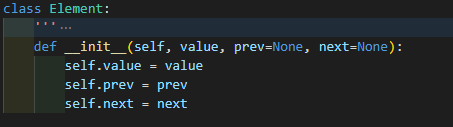 class Element:
    '''...
    def __init__(self, value, prev=None, next=None):
        self.value = value
        self.prev = prev
        self.next = next